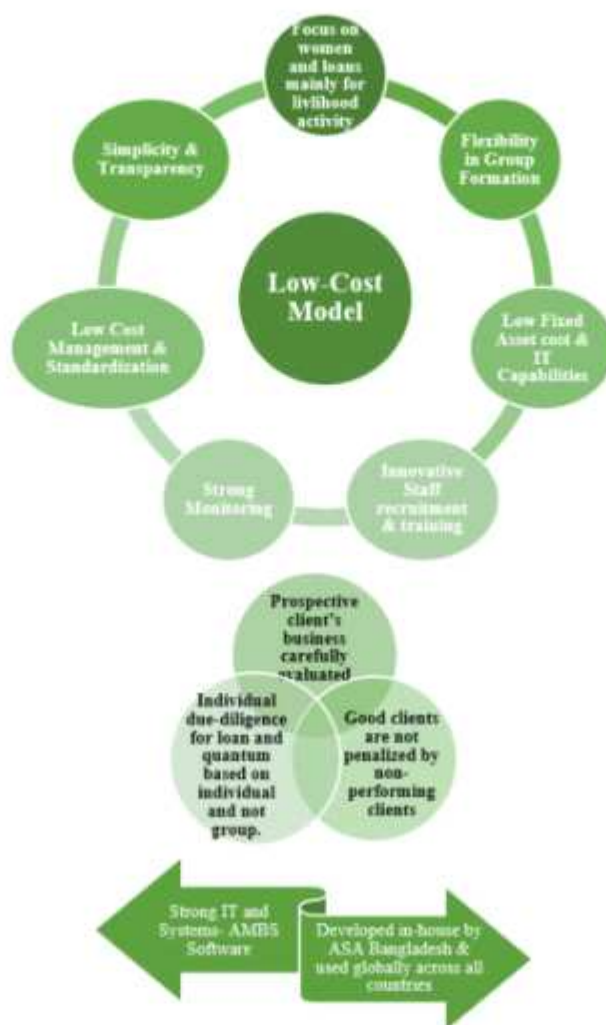 Focus on
women
and loans
mainly for
livlihood
activity
Flexibility
in Group
Formation
Low Fixed
Asset cost &
IT
Capabilities
Innovative
Staff
recruitment
& training
Strong
Monitoring
Low Cost
Management &
Standardization
Simplicity &
Transparency
Low-Cost
Model
Prospective
client's
business
carefully
evaluated
Good clients
are not
penalized by
non-
performing
clients
Individual
due-diligence
for loan and
quantum
based on
individual
and not
group.
Strong IT and
Systems- AMBS
Software
Developed in-house by
ASA Bangladesh &
used globally across all
countries